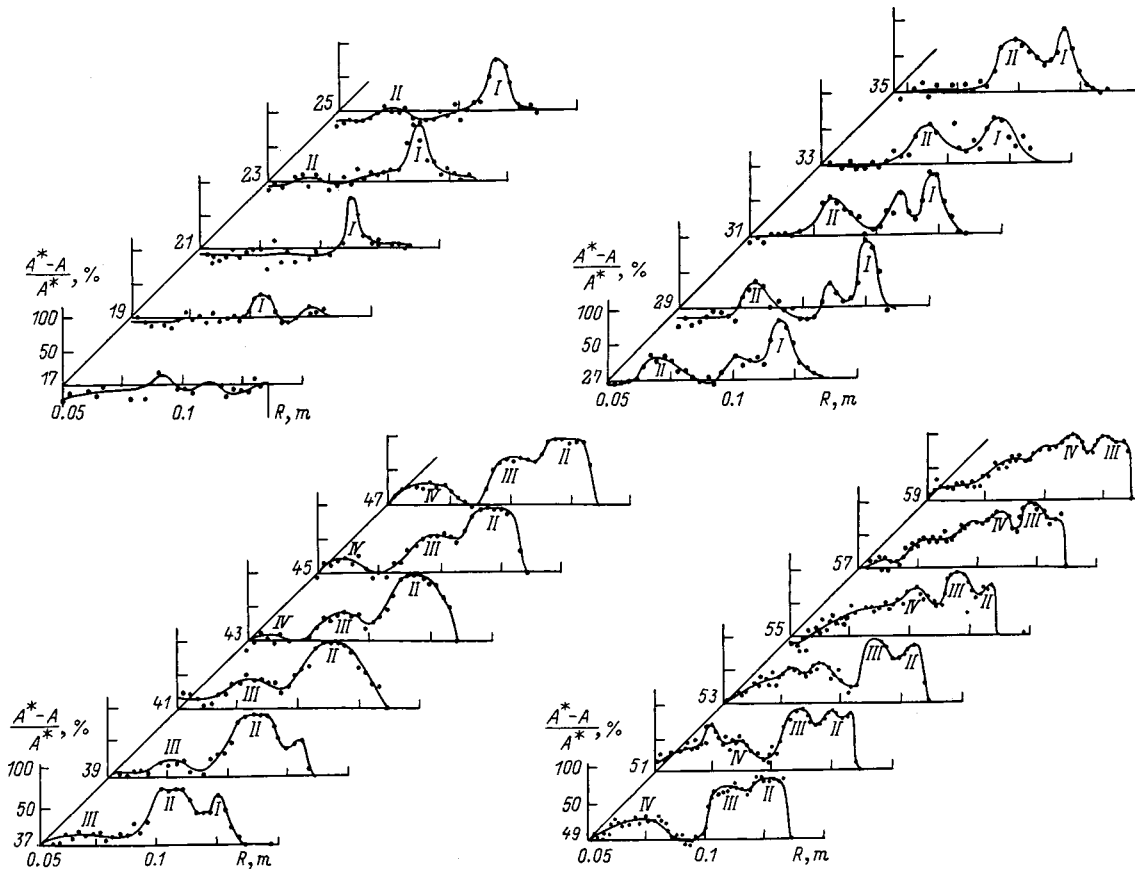 25
II
I
23
II
I
21
I
A*-A
A* , %
19
I
100
50
17
0.05
0.1
R, m
35
II
I
33
II
I
31
II
I
A*-A
A* , %
29
II
I
100
50
27
II
I
0.05
0.1
R, m
47
IV
III
II
45
IV
III
II
43
IV
III
II
41
III
II
A*-A
A* , %
39
III
II
100
50
37
III
II
I
0.05
0.1
R, m
59
IV
III
57
IV
III
55
IV
III
II
53
III
II
A*-A
A* , %
51
IV
III
II
100
50
49
IV
III
II
0.05
0.1
R, m